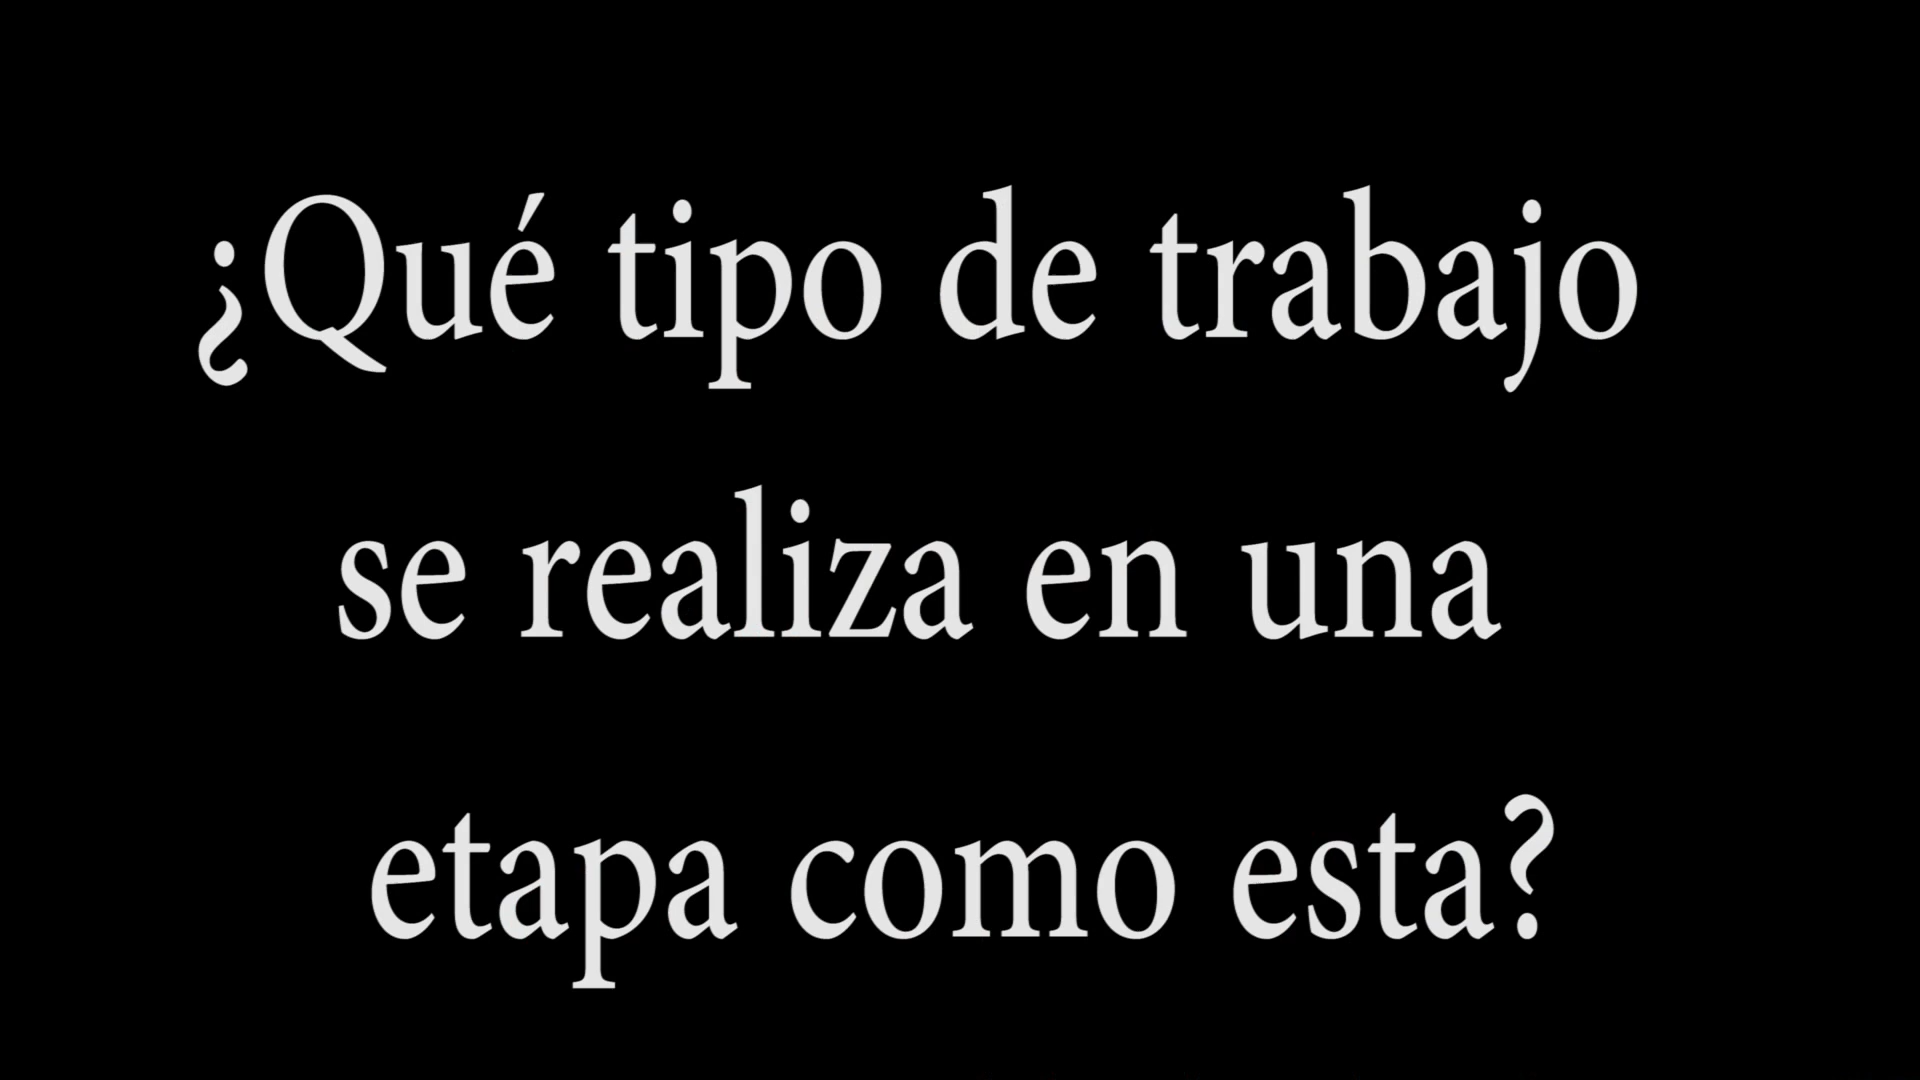 ¿Qué tipo de trabajo
se realiza en una
etapa como esta?